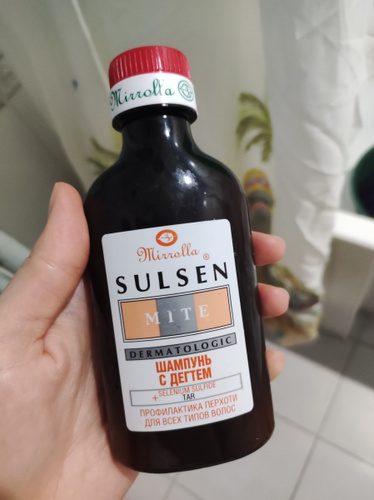 Mirrolla
Mirrolla ®
SULSEN
MITE
DERMATOLOGIC
ШАМПУНЬ
С ДЕГТЕМ
SELENIUM SULFIDE
+ TAR
ПРОФИЛАКТИКА ПЕРХОТИ
ДЛЯ ВСЕХ ТИПОВ ВОЛОС